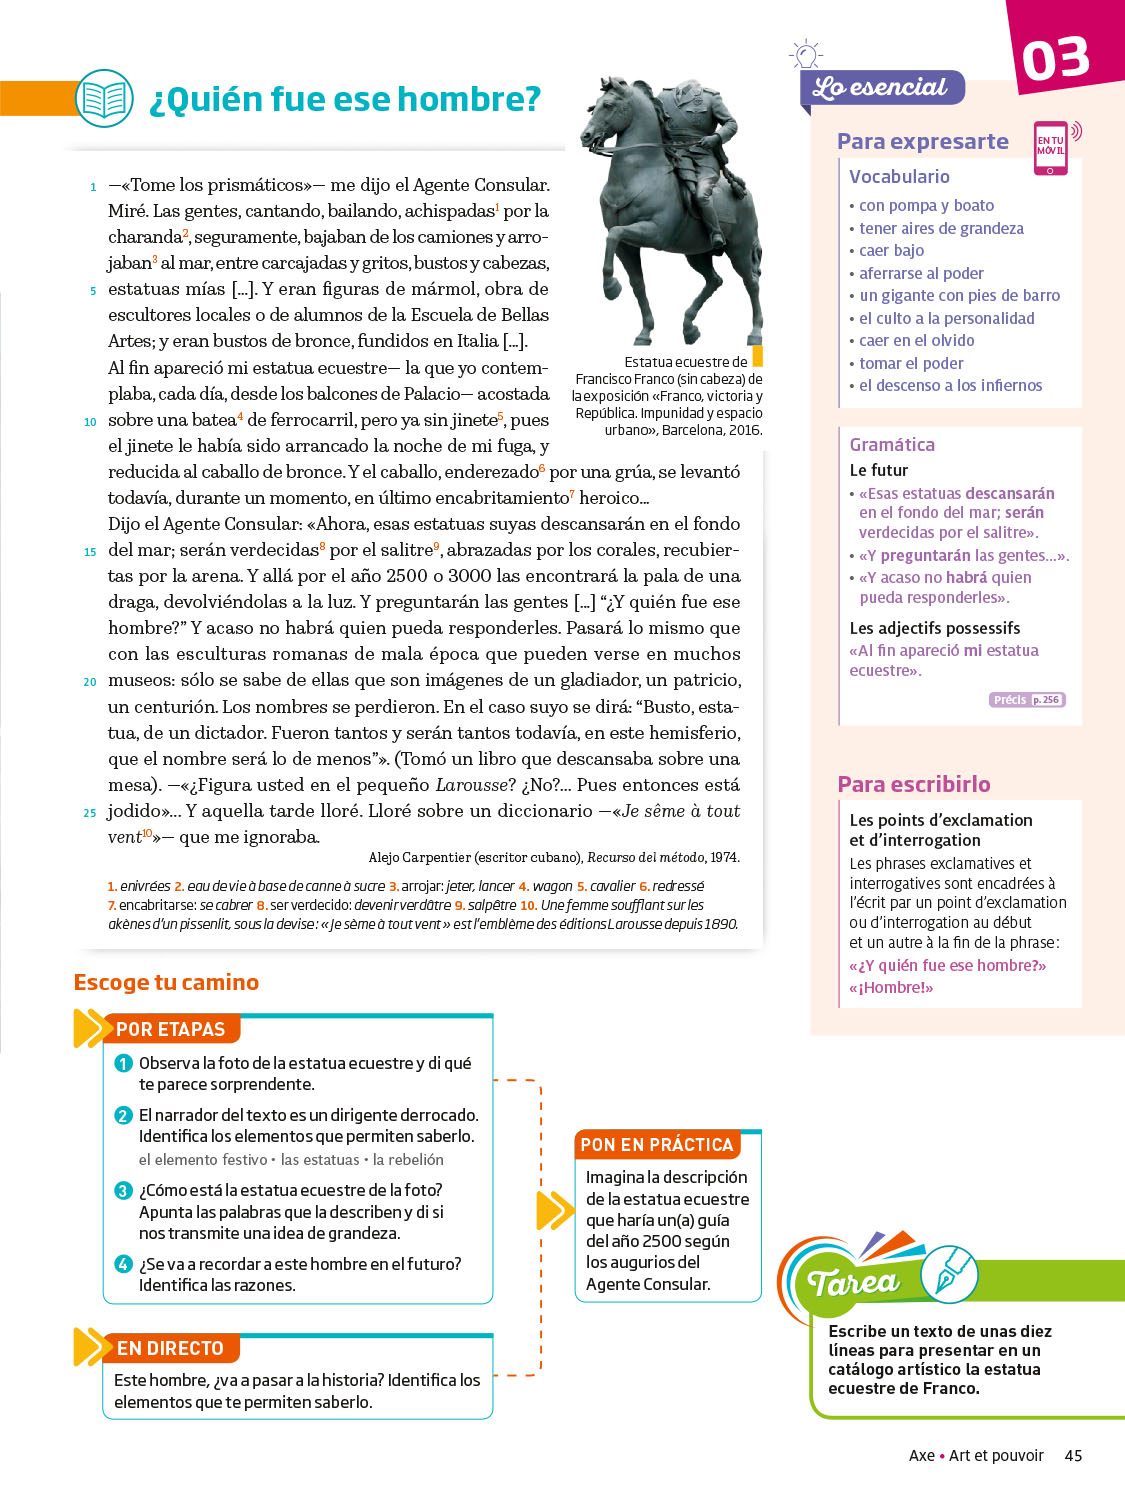 03
¿Quién fue ese hombre?
1 —«Tome los prismáticos»— me dijo el Agente Consular.
Miré. Las gentes, cantando, bailando, achispadas1 por la
charanda2, seguramente, bajaban de los camiones y arro-
jaban3 al mar, entre carcajadas y gritos, bustos y cabezas,
5 estatuas mías [...]. Y eran figuras de mármol, obra de
escultores locales o de alumnos de la Escuela de Bellas
Artes; y eran bustos de bronce, fundidos en Italia [...].
Al fin apareció mi estatua ecuestre— la que yo contem-
plaba, cada día, desde los balcones de Palacio— acostada
10 sobre una batea4 de ferrocarril, pero ya sin jinete5, pues
el jinete le había sido arrancado la noche de mi fuga, y
reducida al caballo de bronce. Y el caballo, enderezado6 por una grúa, se levantó
todavía, durante un momento, en último encabritamiento7 heroico...
Dijo el Agente Consular: «Ahora, esas estatuas suyas descansarán en el fondo
15 del mar; serán verdecidas8 por el salitre9, abrazadas por los corales, recubier-
tas por la arena. Y allá por el año 2500 o 3000 las encontrará la pala de una
draga, devolviéndolas a la luz. Y preguntarán las gentes [...] “¿Y quién fue ese
hombre?” Y acaso no habrá quien pueda responderles. Pasará lo mismo que
con las esculturas romanas de mala época que pueden verse en muchos
20 museos: sólo se sabe de ellas que son imágenes de un gladiador, un patricio,
un centurión. Los nombres se perdieron. En el caso suyo se dirá: “Busto, esta-
tua, de un dictador. Fueron tantos y serán tantos todavía, en este hemisferio,
que el nombre será lo de menos”». (Tomó un libro que descansaba sobre una
mesa). —«¿Figura usted en el pequeño Larousse? ¿No?... Pues entonces está
25 jodido»... Y aquella tarde lloré. Lloré sobre un diccionario —«Je sême à tout
vent10»— que me ignoraba.
Alejo Carpentier (escritor cubano), Recurso del método, 1974.
1. enivrées 2. eau de vie à base de canne à sucre 3. arrojar: jeter, lancer 4. wagon 5. cavalier 6. redressé
7. encabritarse: se cabrer 8. ser verdecido: devenir verdâtre 9. salpêtre 10. Une femme soufflant sur les
akènes d'un pissenlit, sous la devise : « Je sème à tout vent » est l'emblème des éditions Larousse depuis 1890.
Estatua ecuestre de
Francisco Franco (sin cabeza) de
la exposición «Franco, victoria y
República. Impunidad y espacio
urbano», Barcelona, 2016.
Escoge tu camino
POR ETAPAS
1 Observa la foto de la estatua ecuestre y di qué
te parece sorprendente.
2 El narrador del texto es un dirigente derrocado.
Identifica los elementos que permiten saberlo.
el elemento festivo • las estatuas • la rebelión
3 ¿Cómo está la estatua ecuestre de la foto?
Apunta las palabras que la describen y di si
nos transmite una idea de grandeza.
4 ¿Se va a recordar a este hombre en el futuro?
Identifica las razones.
EN DIRECTO
Este hombre, ¿va a pasar a la historia? Identifica los
elementos que te permiten saberlo.
PON EN PRÁCTICA
Imagina la descripción
de la estatua ecuestre
que haría un(a) guía
del año 2500 según
los augurios del
Agente Consular.
Lo esencial
Para expresarte
EN TU
MÓVIL
Vocabulario
• con pompa y boato
• tener aires de grandeza
• caer bajo
• aferrarse al poder
• un gigante con pies de barro
• el culto a la personalidad
• caer en el olvido
• tomar el poder
• el descenso a los infiernos
Gramática
Le futur
• «Esas estatuas descansarán
en el fondo del mar; serán
verdecidas por el salitre».
• «Y preguntarán las gentes...».
• «Y acaso no habrá quien
pueda responderles».
Les adjectifs possessifs
«Al fin apareció mi estatua
ecuestre».
Précis p. 256
Para escribirlo
Les points d'exclamation
et d'interrogation
Les phrases exclamatives et
interrogatives sont encadrées à
l'écrit par un point d'exclamation
ou d'interrogation au début
et un autre à la fin de la phrase :
«¿Y quién fue ese hombre?»
«¡Hombre!»
Tarea
Escribe un texto de unas diez
líneas para presentar en un
catálogo artístico la estatua
ecuestre de Franco.
Axe • Art et pouvoir 45